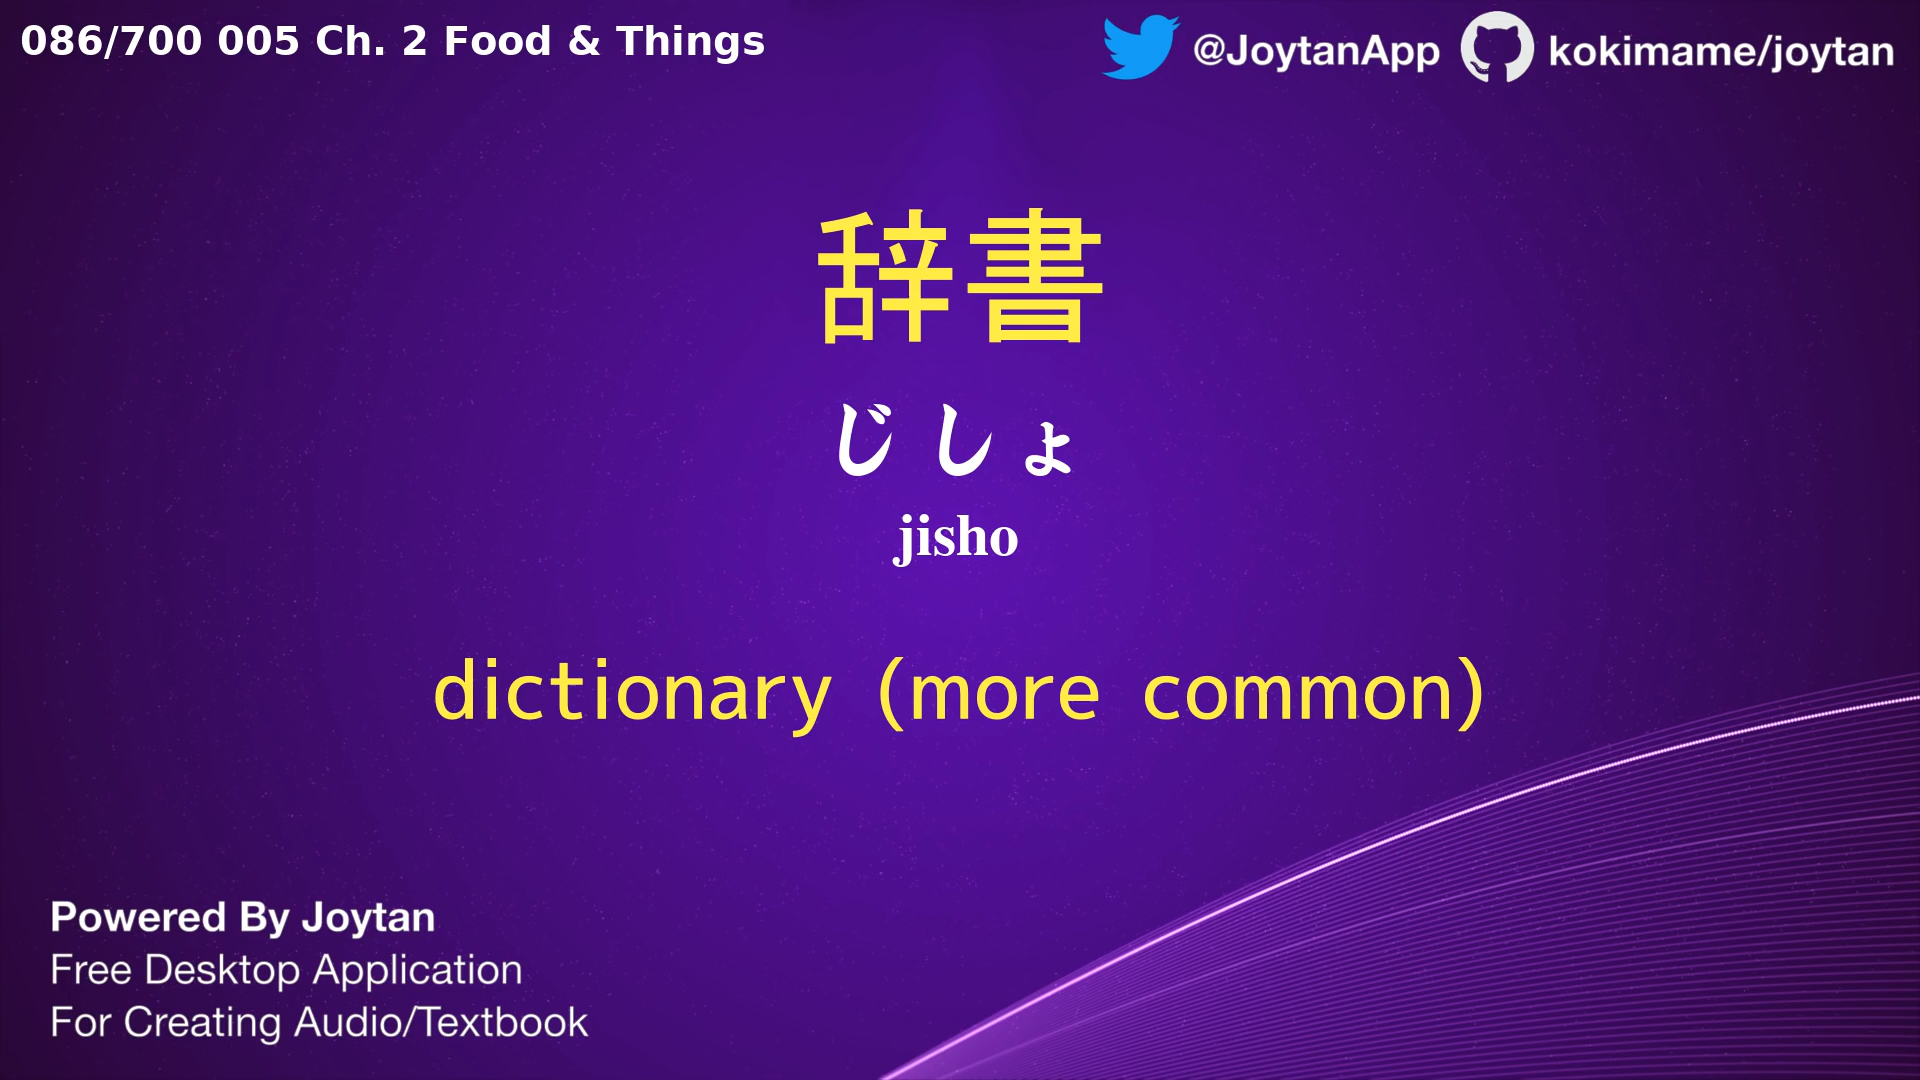 086/700 005 Ch. 2 Food & Things
@JoytanApp kokimame/joytan
辞書
じしょ
jisho
dictionary (more common)
Powered By Joytan
Free Desktop Application
For Creating Audio/Textbook